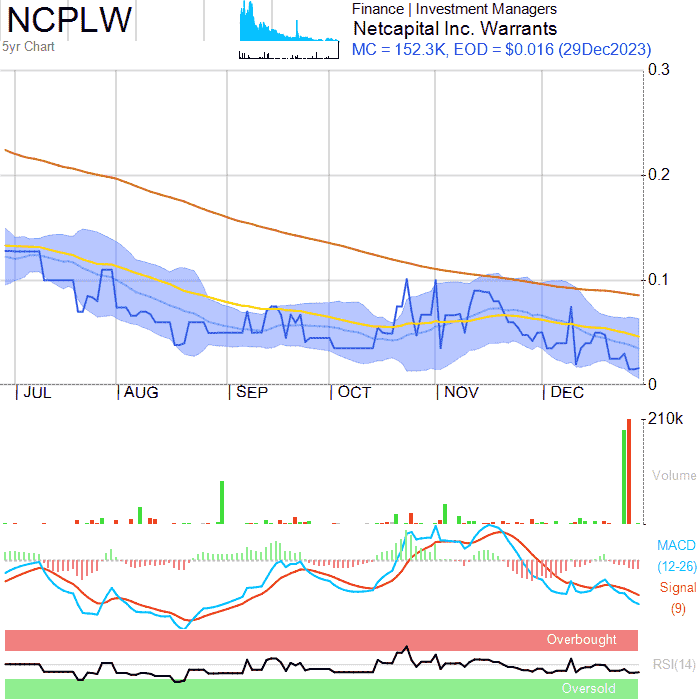 NCPLW
5yr Chart
Finance | Investment Managers
Netcapital Inc. Warrants
MC = 152.3K, EOD = $0.016 (29Dec2023)
0.3
0.2
0.1
0
JUL AUG SEP OCT NOV DEC
210k
Volume
MACD
(12-26)
Signal
(9)
Overbought
RSI(14)
Oversold